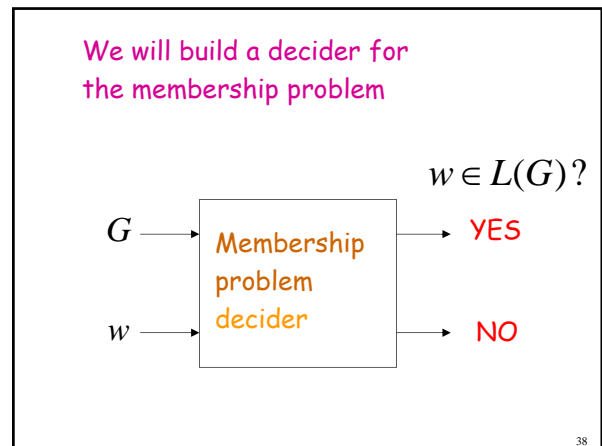 We will build a decider for
the membership problem
w ∈ L(G)?
G
Membership
problem
decider
YES
w
NO
38